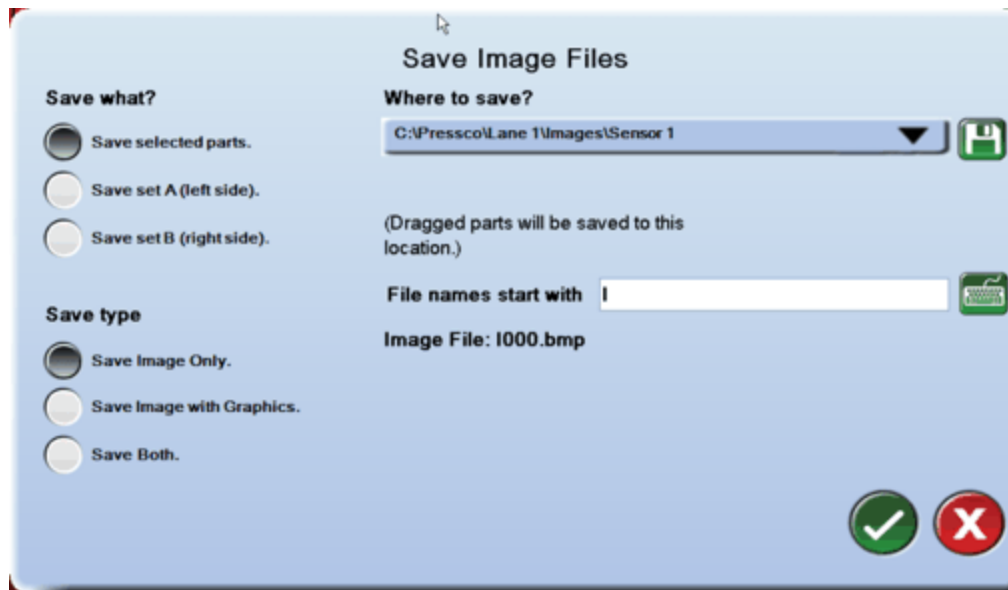 Save Image Files
Save what?
Save selected parts.
Save set A (left side).
Save set B (right side).
Save type
Save Image Only.
Save Image with Graphics.
Save Both.
Where to save?
C:\Pressco\Lane 1\Images\Sensor 1
(Dragged parts will be saved to this
location.)
File names start with I
Image File: I000.bmp